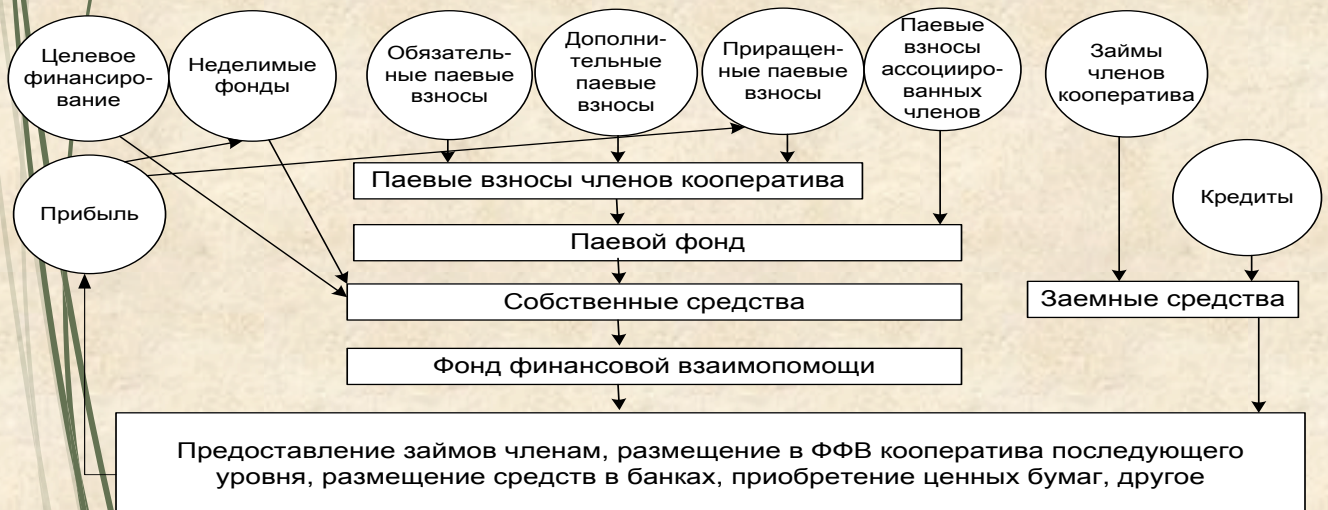 Целевое
финансиро-
вание
Неделимые
фонды
Обязатель-
ные паевые
взносы
Дополни-
тельные
паевые
взносы
Приращен-
ные паевые
взносы
Паевые
взносы
ассоцииро-
ванных
членов
Займы
членов
кооператива
Прибыль
Паевые взносы членов кооператива
Кредиты
Паевой фонд
Собственные средства
Заемные средства
Фонд финансовой взаимопомощи
Предоставление займов членам, размещение в ФФВ кооператива последующего
уровня, размещение средств в банках, приобретение ценных бумаг, другое